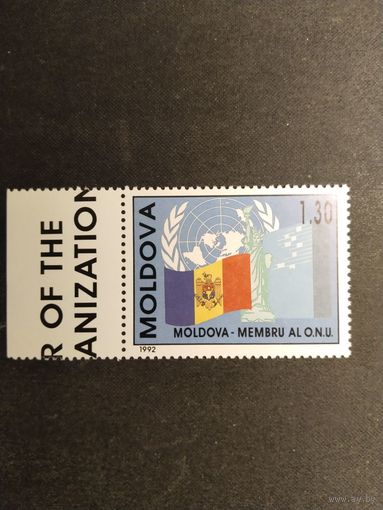 R OF THE
ANIZATION
MOLDOVA
1.30
MOLDOVA - MEMBRU AL O.N.U.
1992
www.ay.by